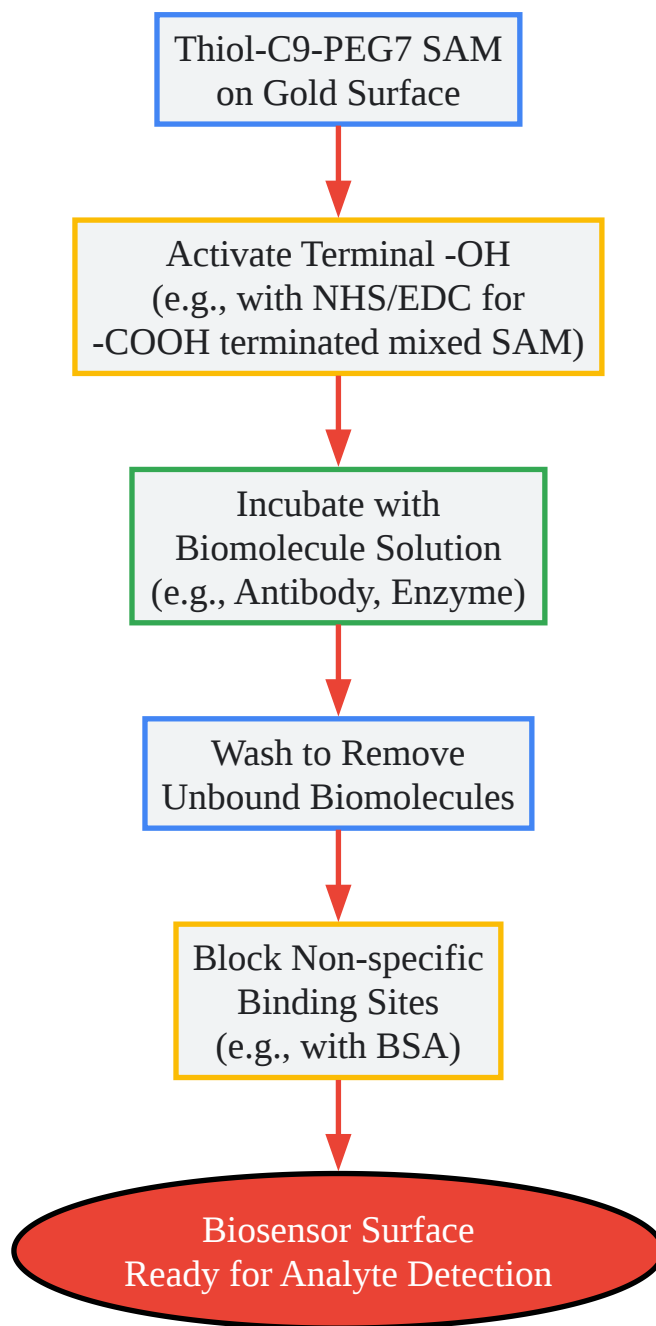 Thiol-C9-PEG7 SAM
on Gold Surface
Activate Terminal -OH
(e.g., with NHS/EDC for
-COOH terminated mixed SAM)
Incubate with
Biomolecule Solution
(e.g., Antibody, Enzyme)
Wash to Remove
Unbound Biomolecules
Block Non-specific
Binding Sites
(e.g., with BSA)
Biosensor Surface
Ready for Analyte Detection